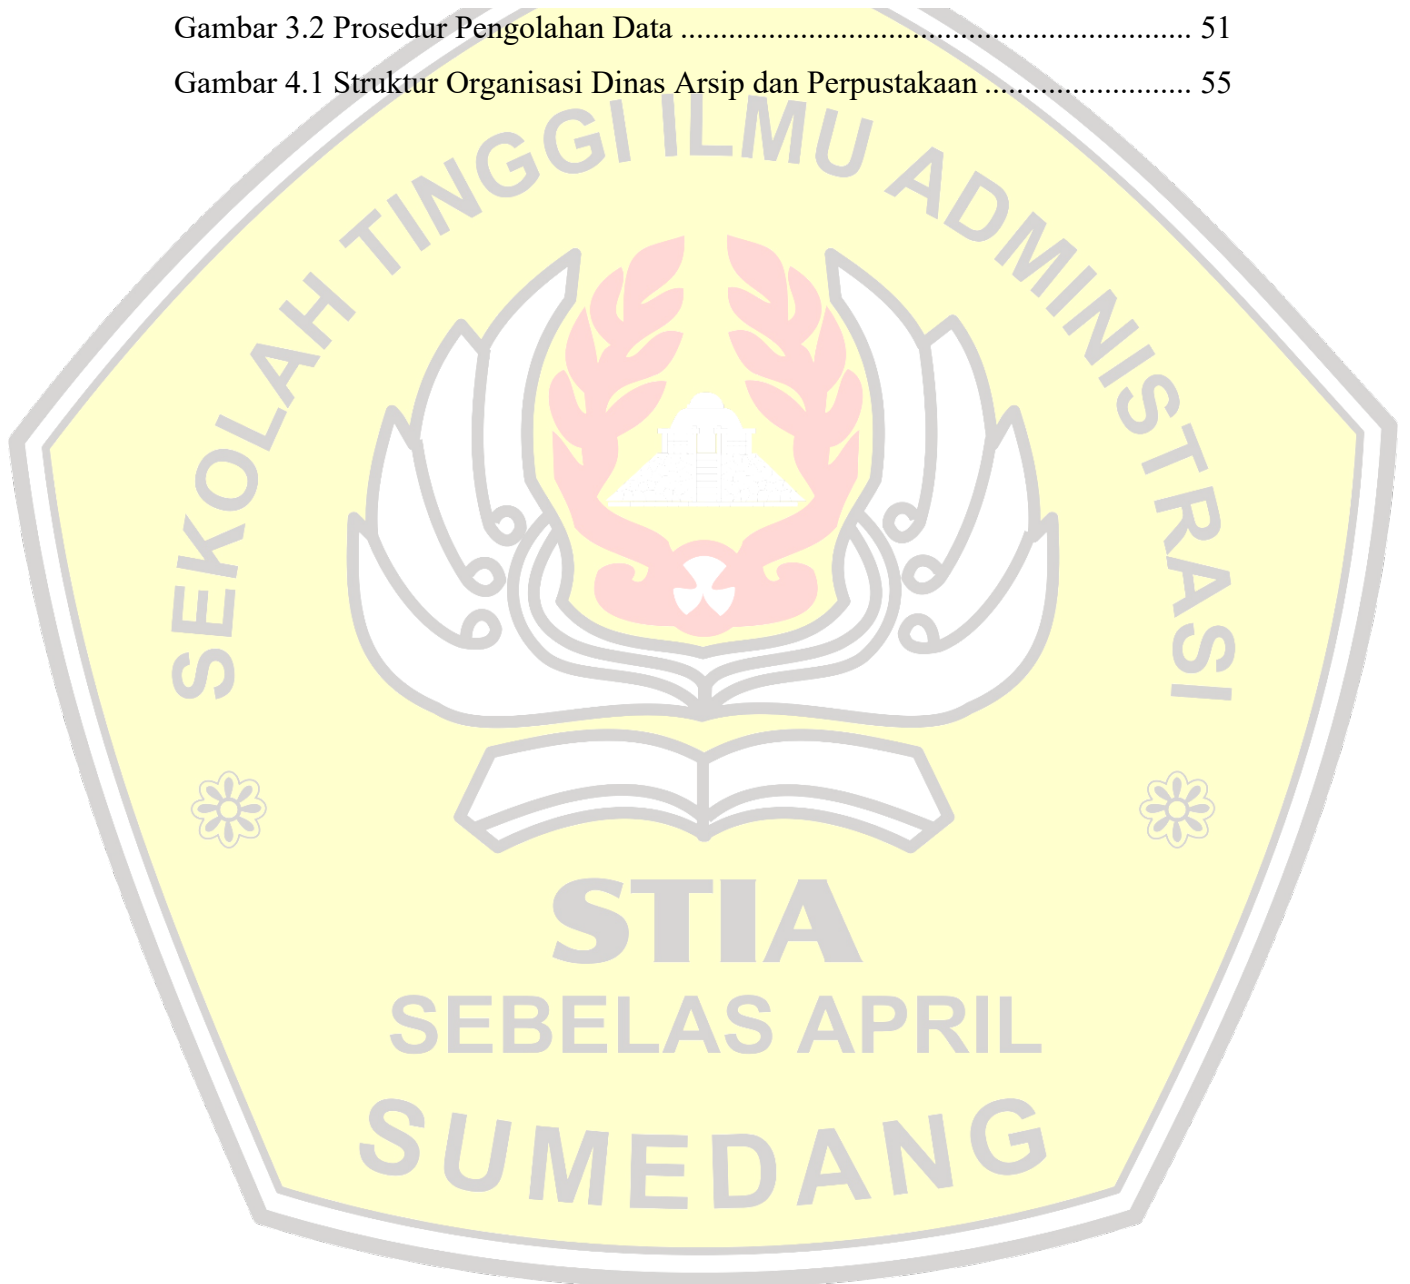 Gambar 3.2 Prosedur Pengolahan Data ................................................................ 51
Gambar 4.1 Struktur Organisasi Dinas Arsip dan Perpustakaan .......................... 55
SEKOLAH TINGGI ILMU ADMINISTRASI
STIA
SEBELAS APRIL
SUMEDANG